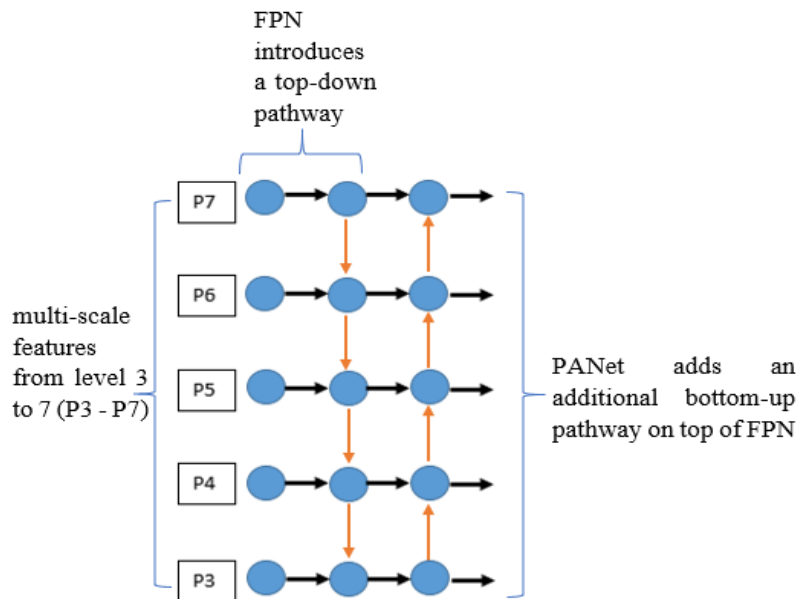 FPN
introduces
a top-down
pathway
P7
P6
multi-scale
features
from level 3
to 7 (P3 - P7)
P5
PANet adds an
additional bottom-up
pathway on top of FPN
P4
P3